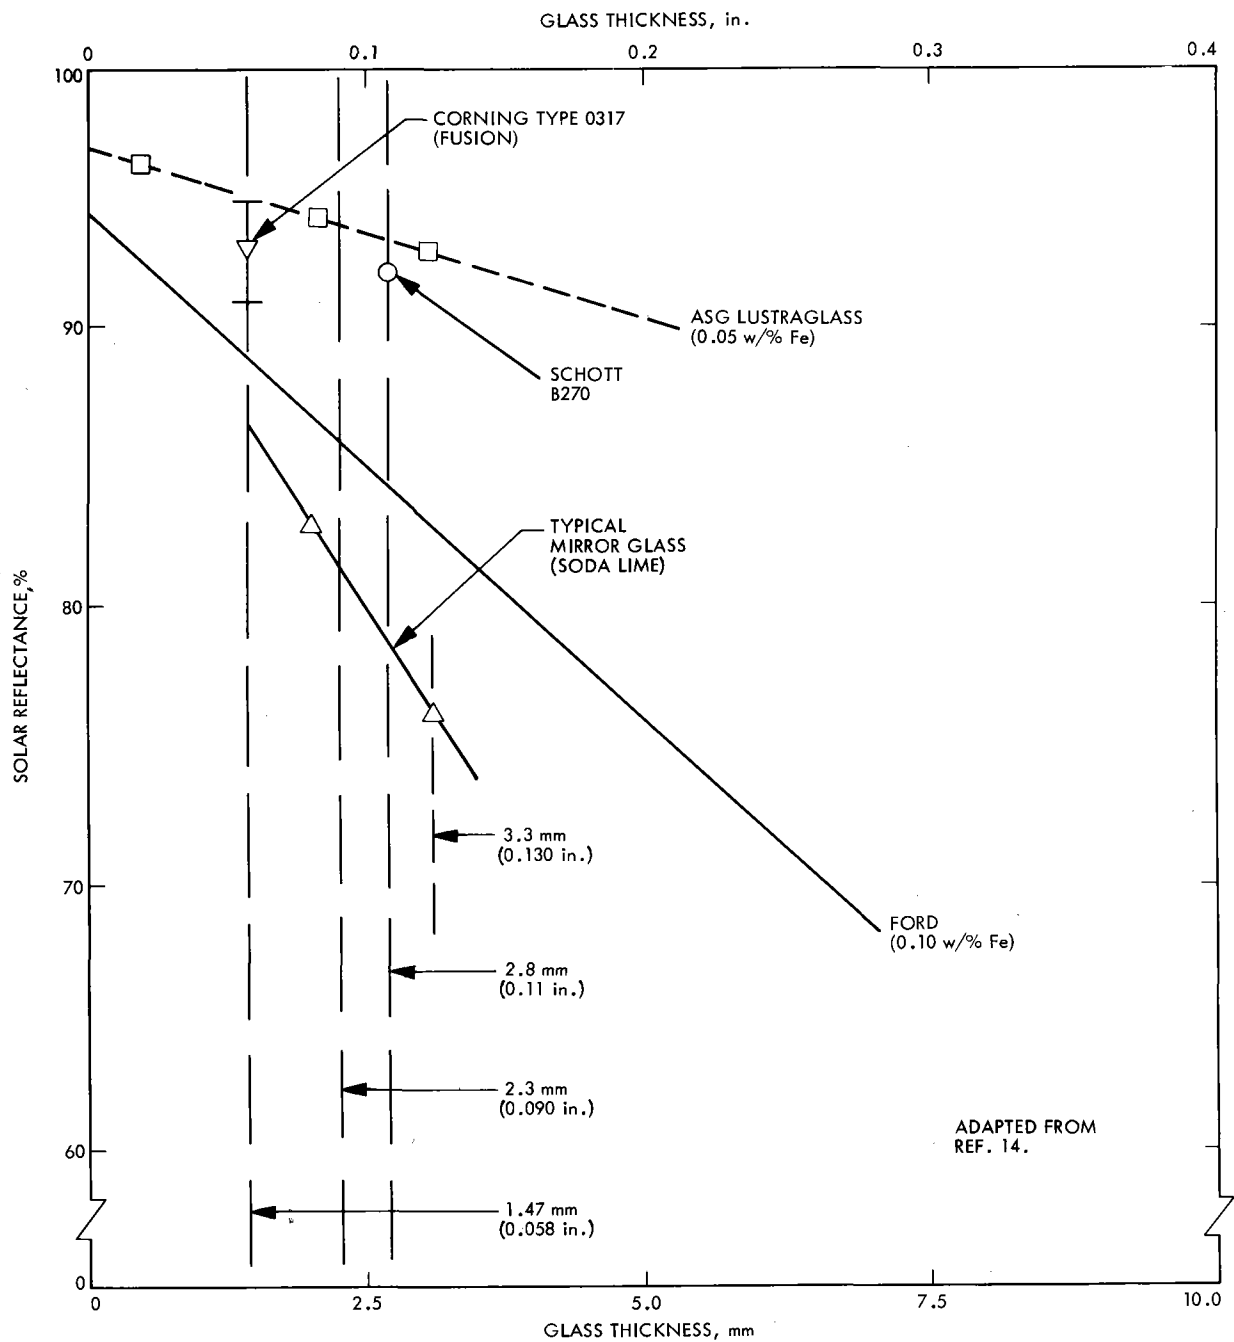 GLASS THICKNESS, in.
0 0.1 0.2 0.3 0.4
100
CORNING TYPE 0317
(FUSION)
90
ASG LUSTRAGLASS
(0.05 w/% Fe)
SCHOTT
B270
TYPICAL
MIRROR GLASS
(SODA LIME)
80
SOLAR REFLECTANCE,%
3.3 mm
(0.130 in.)
70
FORD
(0.10 w/% Fe)
2.8 mm
(0.11 in.)
2.3 mm
(0.090 in.)
ADAPTED FROM
REF. 14.
60
1.47 mm
(0.058 in.)
0
0 2.5 5.0 7.5 10.0
GLASS THICKNESS, mm